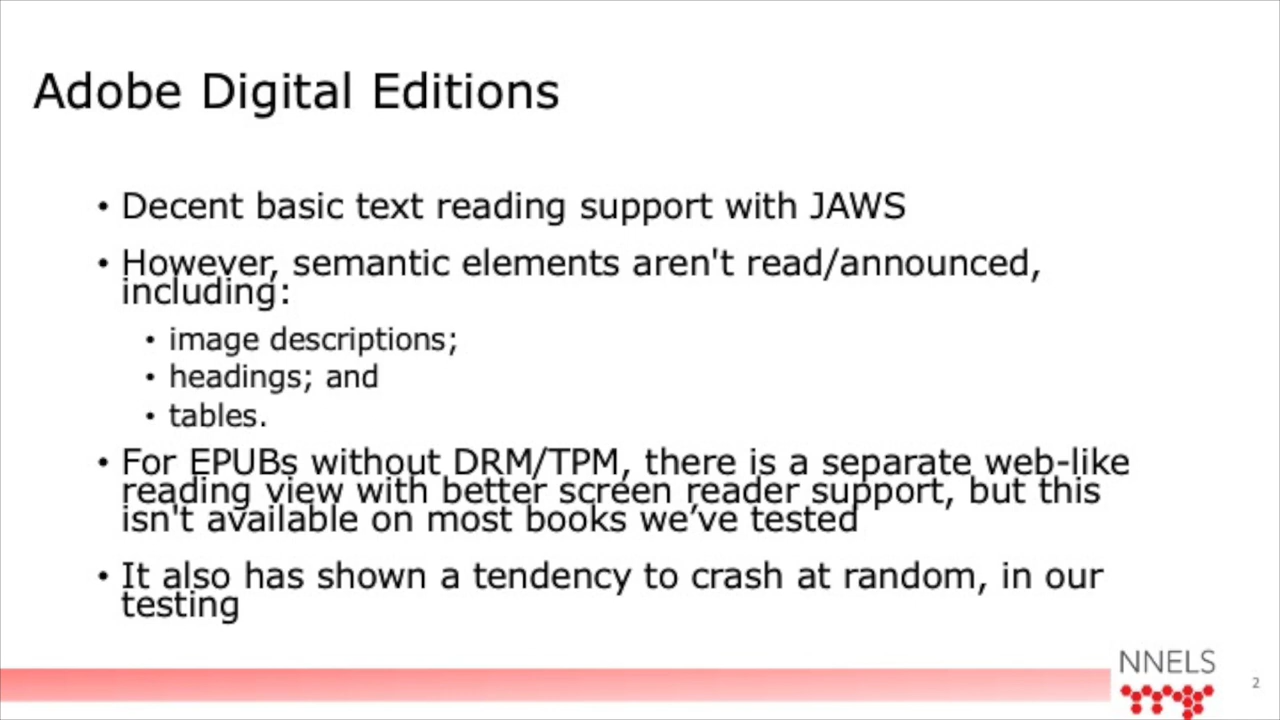 Adobe Digital Editions
• Decent basic text reading support with JAWS
• However, semantic elements aren't read/announced,
including:
• image descriptions;
• headings; and
• tables.
• For EPUBs without DRM/TPM, there is a separate web-like
reading view with better screen reader support, but this
isn't available on most books we’ve tested
• It also has shown a tendency to crash at random, in our
testing
NNELS
2